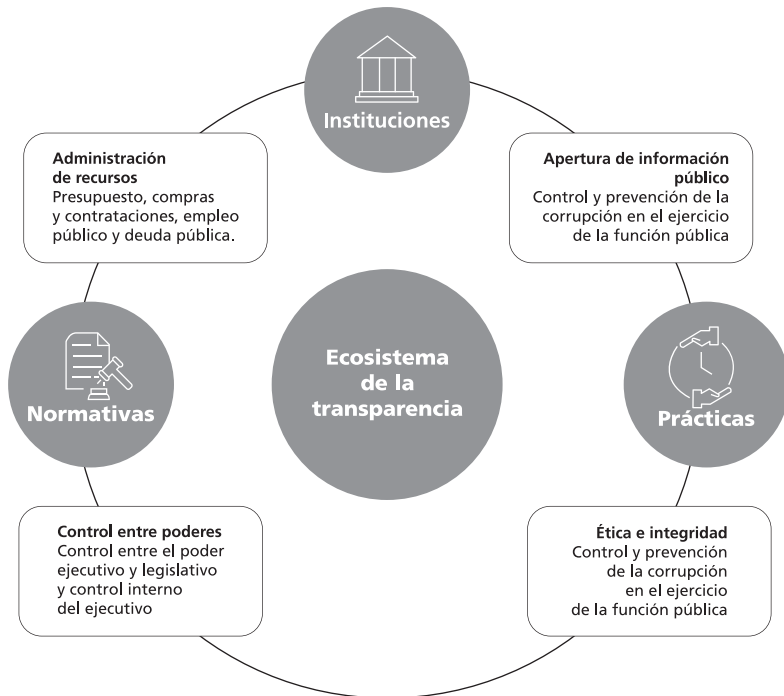 Instituciones
Administración
de recursos
Presupuesto, compras
y contrataciones, empleo
público y deuda pública.
Apertura de información
público
Control y prevención de la
corrupción en el ejercicio
de la función pública
Normativas
Ecosistema
de la
transparencia
Prácticas
Control entre poderes
Control entre el poder
ejecutivo y legislativo
y control interno
del ejecutivo
Ética e integridad
Control y prevención
de la corrupción
en el ejercicio
de la función pública